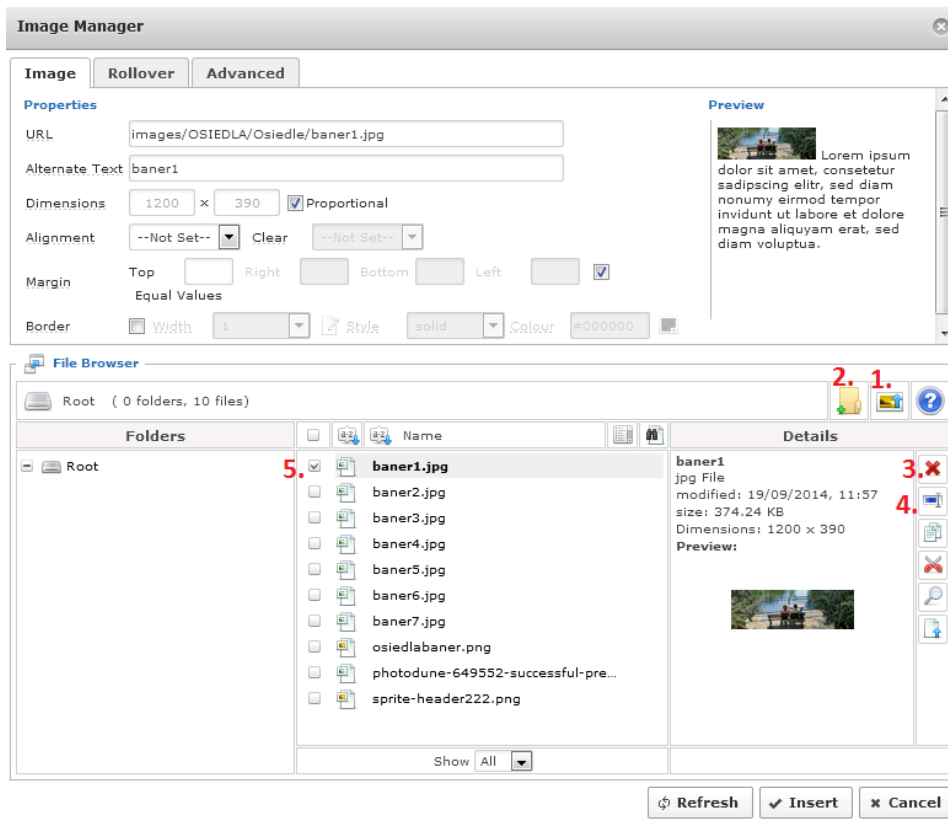 Image Manager
Image Rollover Advanced
Properties
Preview
URL images/OSIEDLA/Osiedle/baner1.jpg
Alternate Text baner1
Dimensions 1200 x 390 Proportional
Alignment --Not Set-- Clear --Not Set--
Margin Top Right Bottom Left
Equal Values
Border Width 1 Style solid Colour #000000
Lorem ipsum
dolor sit amet, consetetur
sadipscing elitr, sed diam
nonumy eirmod tempor
invidunt ut labore et dolore
magna aliquyam erat, sed
diam voluptua.
File Browser
2. 1.
Root ( 0 folders, 10 files)
?
Folders
a-z a-z Name
Details
Root
5. baner1.jpg
baner2.jpg
baner3.jpg
baner4.jpg
baner5.jpg
baner6.jpg
baner7.jpg
osiedlabaner.png
photodune-649552-successful-pre...
sprite-header222.png
Show All
baner1
jpg File
modified: 19/09/2014, 11:57
size: 374.24 KB
Dimensions: 1200 x 390
Preview:
3.
4.
Refresh Insert Cancel